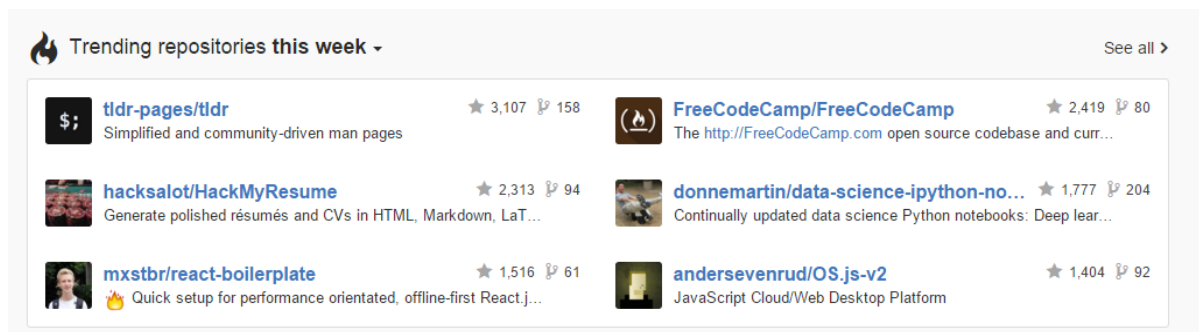 Trending repositories this week
See all
$;
tldr-pages/tldr
3,107 158
Simplified and community-driven man pages
FreeCodeCamp/FreeCodeCamp
2,419 80
The http://FreeCodeCamp.com open source codebase and curr…
hacksalot/HackMyResume
2,313 94
Generate polished résumés and CVs in HTML, Markdown, LaT…
donnemartin/data-science-ipython-no…
1,777 204
Continually updated data science Python notebooks: Deep lear…
mxstbr/react-boilerplate
1,516 61
🔥 Quick setup for performance orientated, offline-first React.j…
andersevenrud/OS.js-v2
1,404 92
JavaScript Cloud/Web Desktop Platform